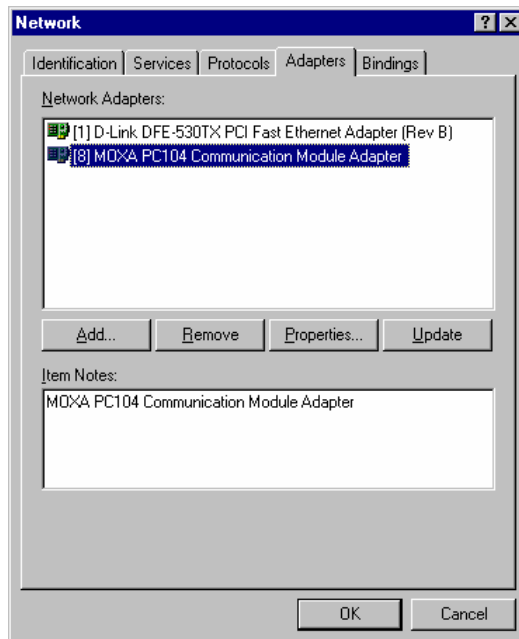 Network
Identification Services Protocols Adapters Bindings
Network Adapters:
[1] D-Link DFE-530TX PCI Fast Ethernet Adapter (Rev B)
[8] MOXA PC104 Communication Module Adapter
Add... Remove Properties... Update
Item Notes:
MOXA PC104 Communication Module Adapter
OK Cancel